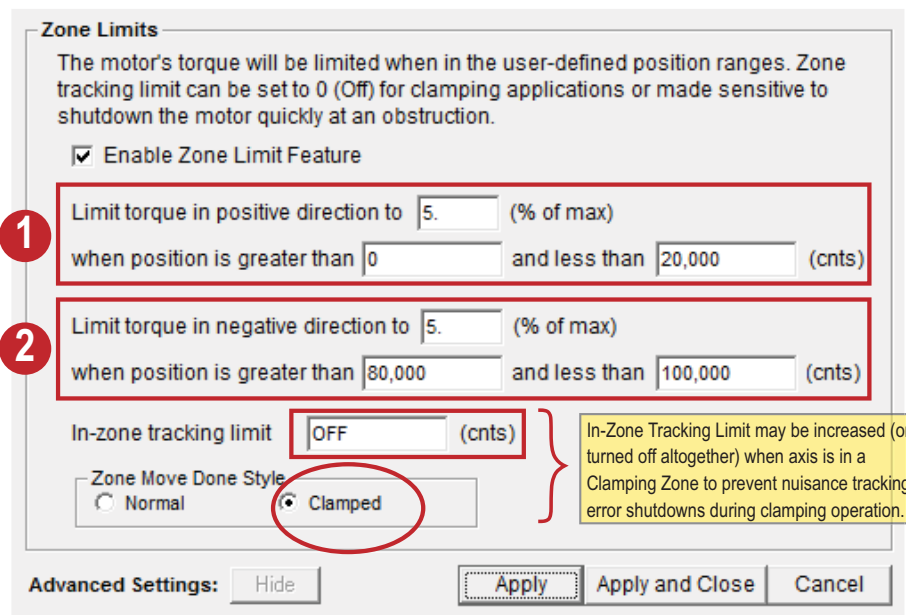 Zone Limits
The motor's torque will be limited when in the user-defined position ranges. Zone
tracking limit can be set to 0 (Off) for clamping applications or made sensitive to
shutdown the motor quickly at an obstruction.
Enable Zone Limit Feature
1
Limit torque in positive direction to 5. (% of max)
when position is greater than 0 and less than 20,000 (cnts)
2
Limit torque in negative direction to 5. (% of max)
when position is greater than 80,000 and less than 100,000 (cnts)
In-zone tracking limit OFF (cnts)
Zone Move Done Style
Normal Clamped
In-Zone Tracking Limit may be increased (or
turned off altogether) when axis is in a
Clamping Zone to prevent nuisance tracking
error shutdowns during clamping operation.
Advanced Settings: Hide Apply Apply and Close Cancel